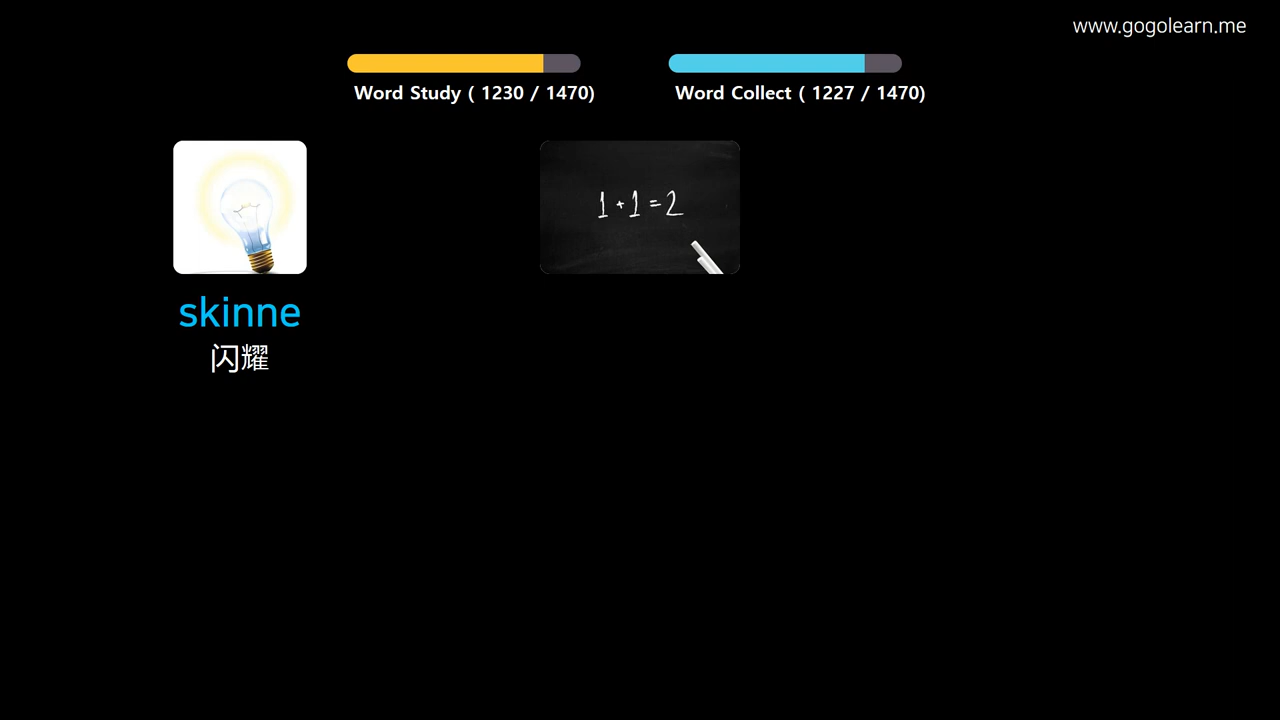 www.gogolearn.me
Word Study ( 1230 / 1470)
Word Collect ( 1227 / 1470)
1+1=2
skinne
闪耀